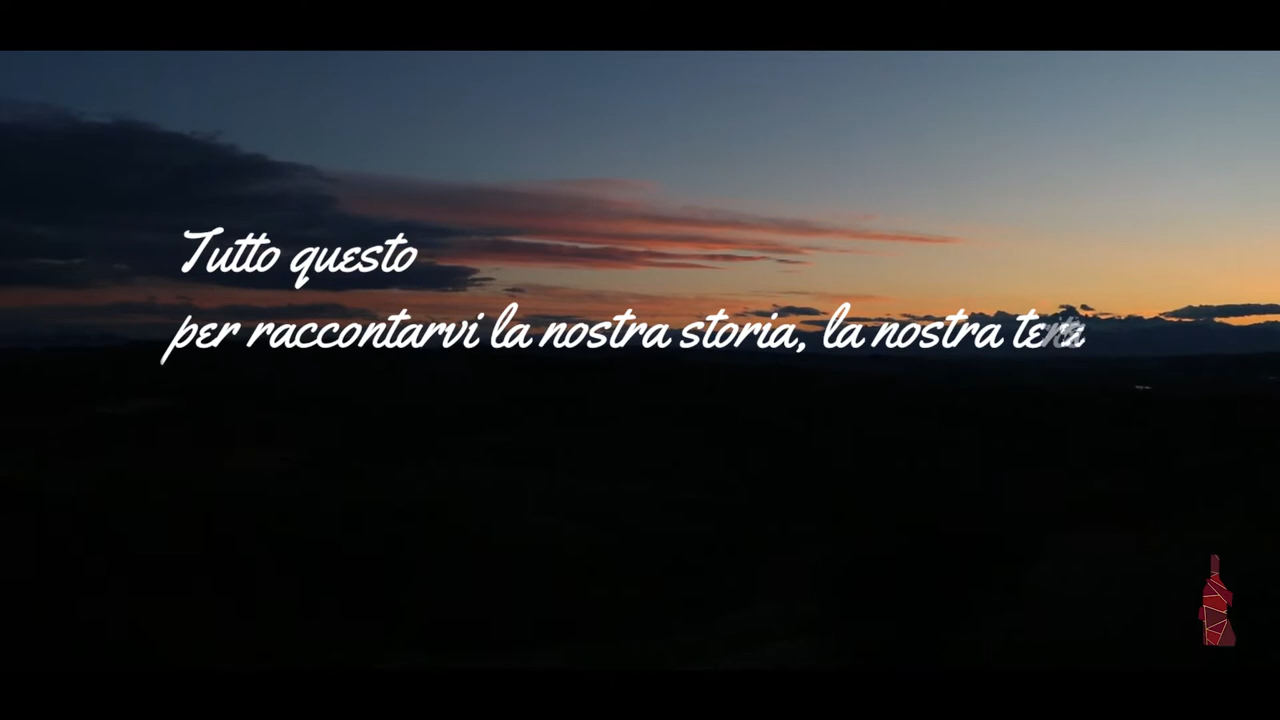 Tutto questo
per raccontarvi la nostra storia, la nostra